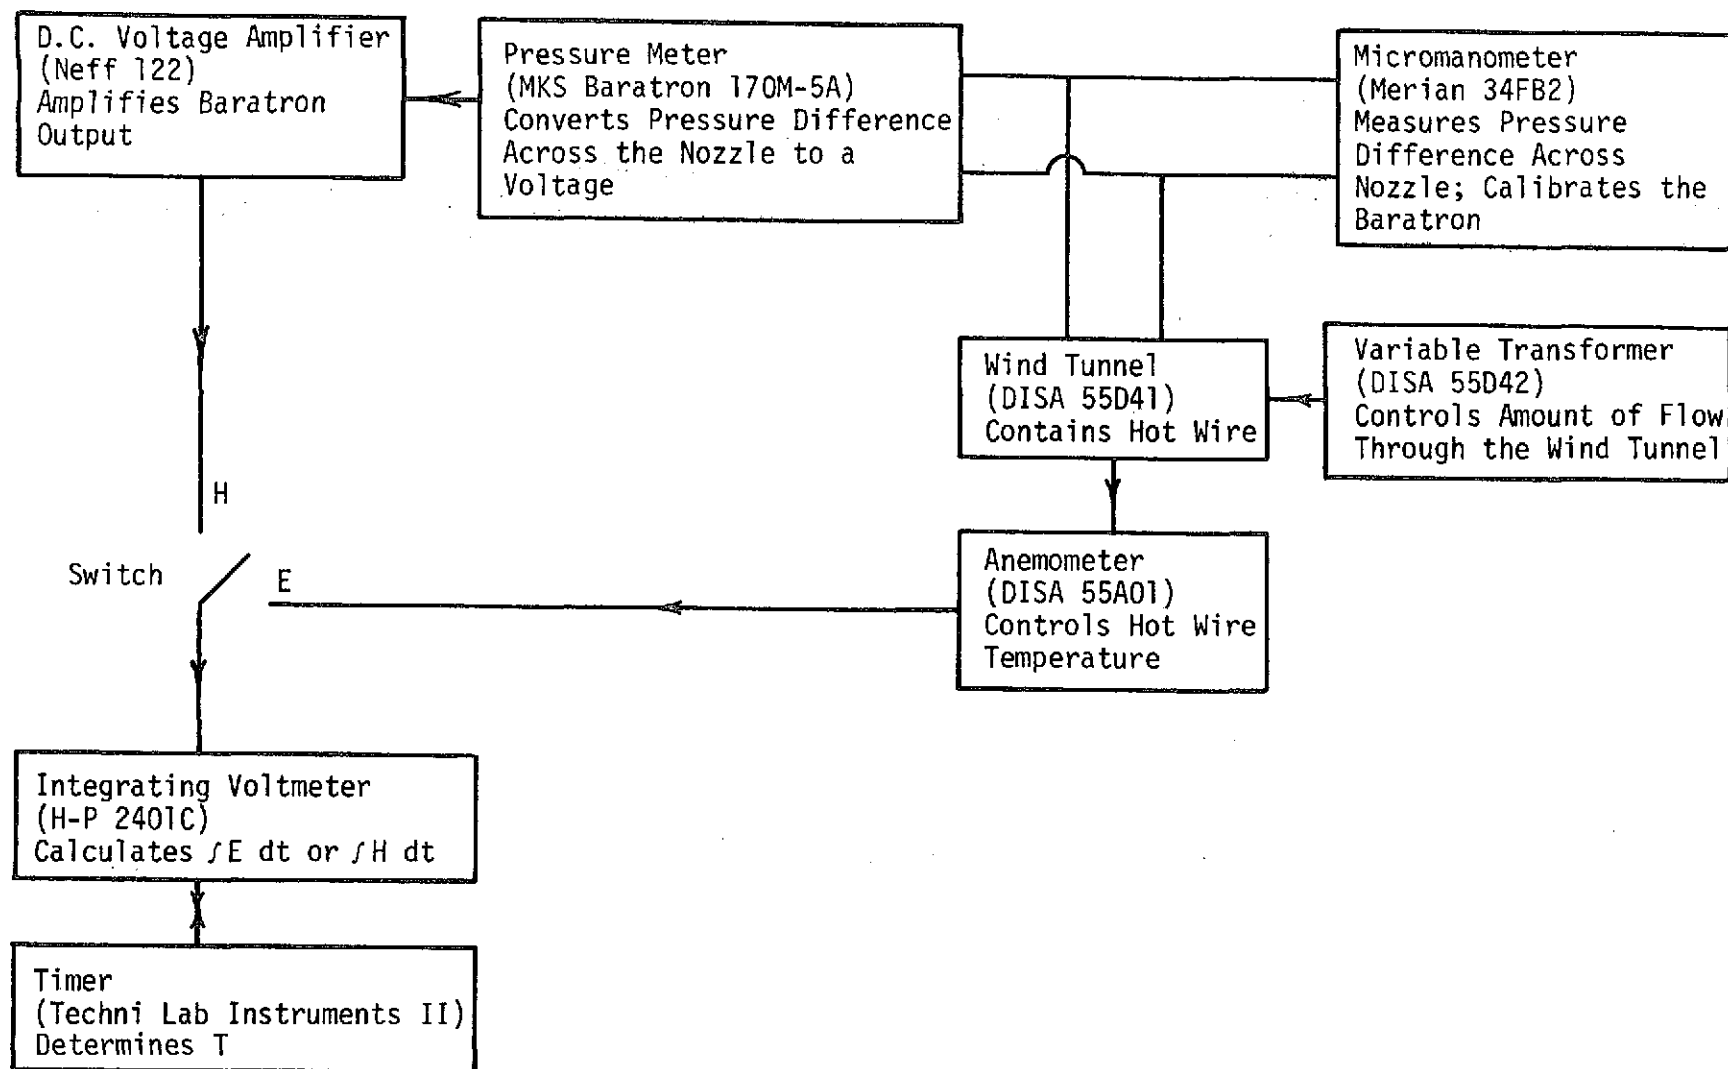 D.C. Voltage Amplifier
(Neff 122)
Amplifies Baratron
Output
Pressure Meter
(MKS Baratron 170M-5A)
Converts Pressure Difference
Across the Nozzle to a
Voltage
Micromanometer
(Merian 34FB2)
Measures Pressure
Difference Across
Nozzle; Calibrates the
Baratron
Wind Tunnel
(DISA 55D41)
Contains Hot Wire
Variable Transformer
(DISA 55D42)
Controls Amount of Flow
Through the Wind Tunnel
H
Switch
E
Anemometer
(DISA 55A01)
Controls Hot Wire
Temperature
Integrating Voltmeter
(H-P 2401C)
Calculates ∫E dt or ∫H dt
Timer
(Techni Lab Instruments II)
Determines T